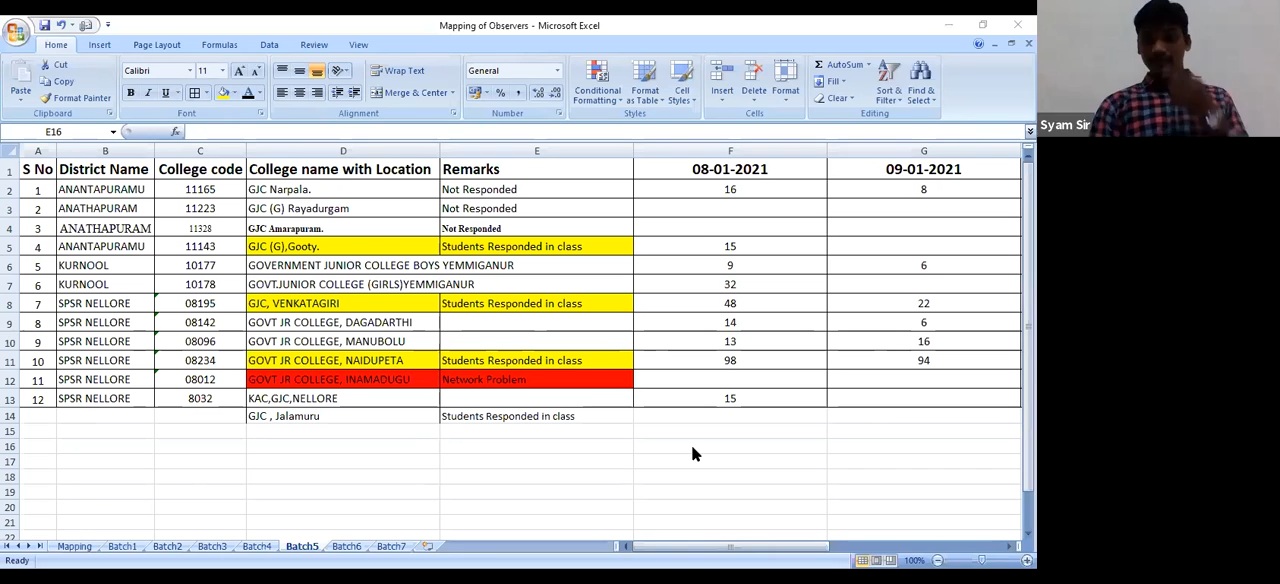 Mapping of Observers - Microsoft Excel
Home Insert Page Layout Formulas Data Review View
Paste Cut Copy Format Painter Clipboard
Calibri 11 B I U Font
Wrap Text Merge & Center Alignment
General % , Number
Conditional Formatting Format as Table Cell Styles Styles
Insert Delete Format Cells
AutoSum Fill Clear Sort & Filter Find & Select Editing
Syam Sir
E16 fx
A B C D E F G
1 S No District Name College code College name with Location Remarks 08-01-2021 09-01-2021
2 1 ANANTAPURAMU 11165 GJC Narpala. Not Responded 16 8
3 2 ANATHAPURAM 11223 GJC (G) Rayadurgam Not Responded
4 3 ANATHAPURAM 11328 GJC Amarapuram. Not Responded
5 4 ANANTAPURAMU 11143 GJC (G),Gooty. Students Responded in class 15
6 5 KURNOOL 10177 GOVERNMENT JUNIOR COLLEGE BOYS YEMMIGANUR 9 6
7 6 KURNOOL 10178 GOVT.JUNIOR COLLEGE (GIRLS)YEMMIGANUR 32
8 7 SPSR NELLORE 08195 GJC, VENKATAGIRI Students Responded in class 48 22
9 8 SPSR NELLORE 08142 GOVT JR COLLEGE, DAGADARTHI 14 6
10 9 SPSR NELLORE 08096 GOVT JR COLLEGE, MANUBOLU 13 16
11 10 SPSR NELLORE 08234 GOVT JR COLLEGE, NAIDUPETA Students Responded in class 98 94
12 11 SPSR NELLORE 08012 GOVT JR COLLEGE, INAMADUGU Network Problem
13 12 SPSR NELLORE 8032 KAC,GJC,NELLORE 15
14 GJC , Jalamuru Students Responded in class
15
16
17
18
19
20
21
22
Mapping Batch1 Batch2 Batch3 Batch4 Batch5 Batch6 Batch7
Ready 100%